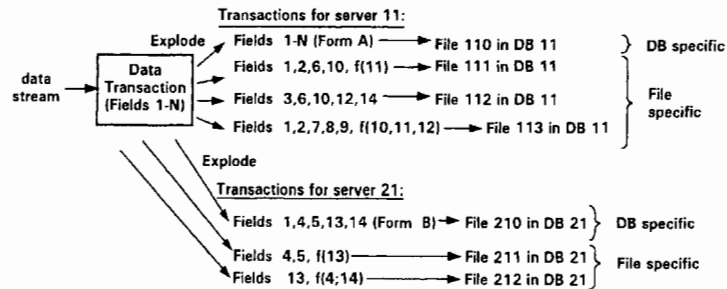 Transactions for server 11:
Explode
Fields 1-N (Form A) File 110 in DB 11
DB specific
data stream
Data Transaction (Fields 1-N)
Fields 1,2,6,10, f(11) File 111 in DB 11
Fields 3,6,10,12,14 File 112 in DB 11
Fields 1,2,7,8,9, f(10,11,12) File 113 in DB 11
File specific
Explode
Transactions for server 21:
Fields 1,4,5,13,14 (Form B) File 210 in DB 21
DB specific
Fields 4,5, f(13) File 211 in DB 21
Fields 13, f(4;14) File 212 in DB 21
File specific